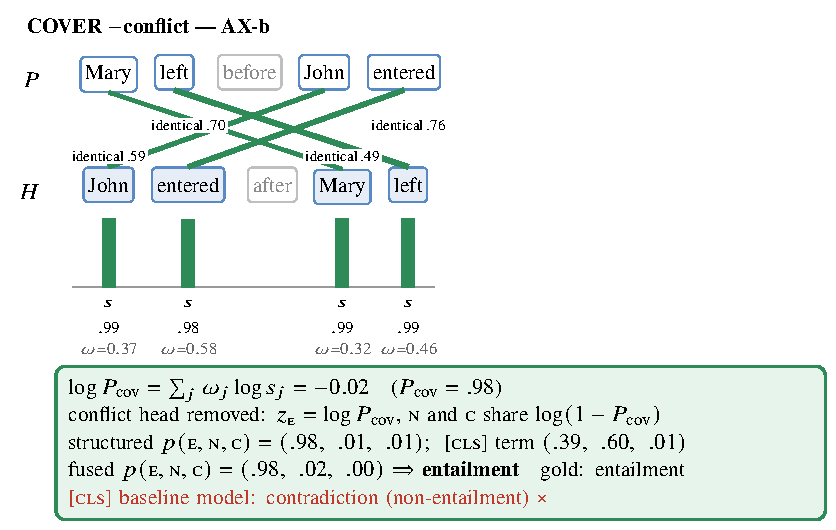 COVER −conflict — AX-b
P Mary left before John entered
identical .70 identical .76
identical .59 identical .49
H John entered after Mary left
s s s s
.99 .98 .99 .99
ω=0.37 ω=0.58 ω=0.32 ω=0.46
log P_cov = ∑_j ω_j log s_j = −0.02 (P_cov = .98)
conflict head removed: z_E = log P_cov, N and C share log(1 − P_cov)
structured p(E, N, C) = (.98, .01, .01); [CLS] term (.39, .60, .01)
fused p(E, N, C) = (.98, .02, .00) ⟹ entailment gold: entailment
[CLS] baseline model: contradiction (non-entailment) ×